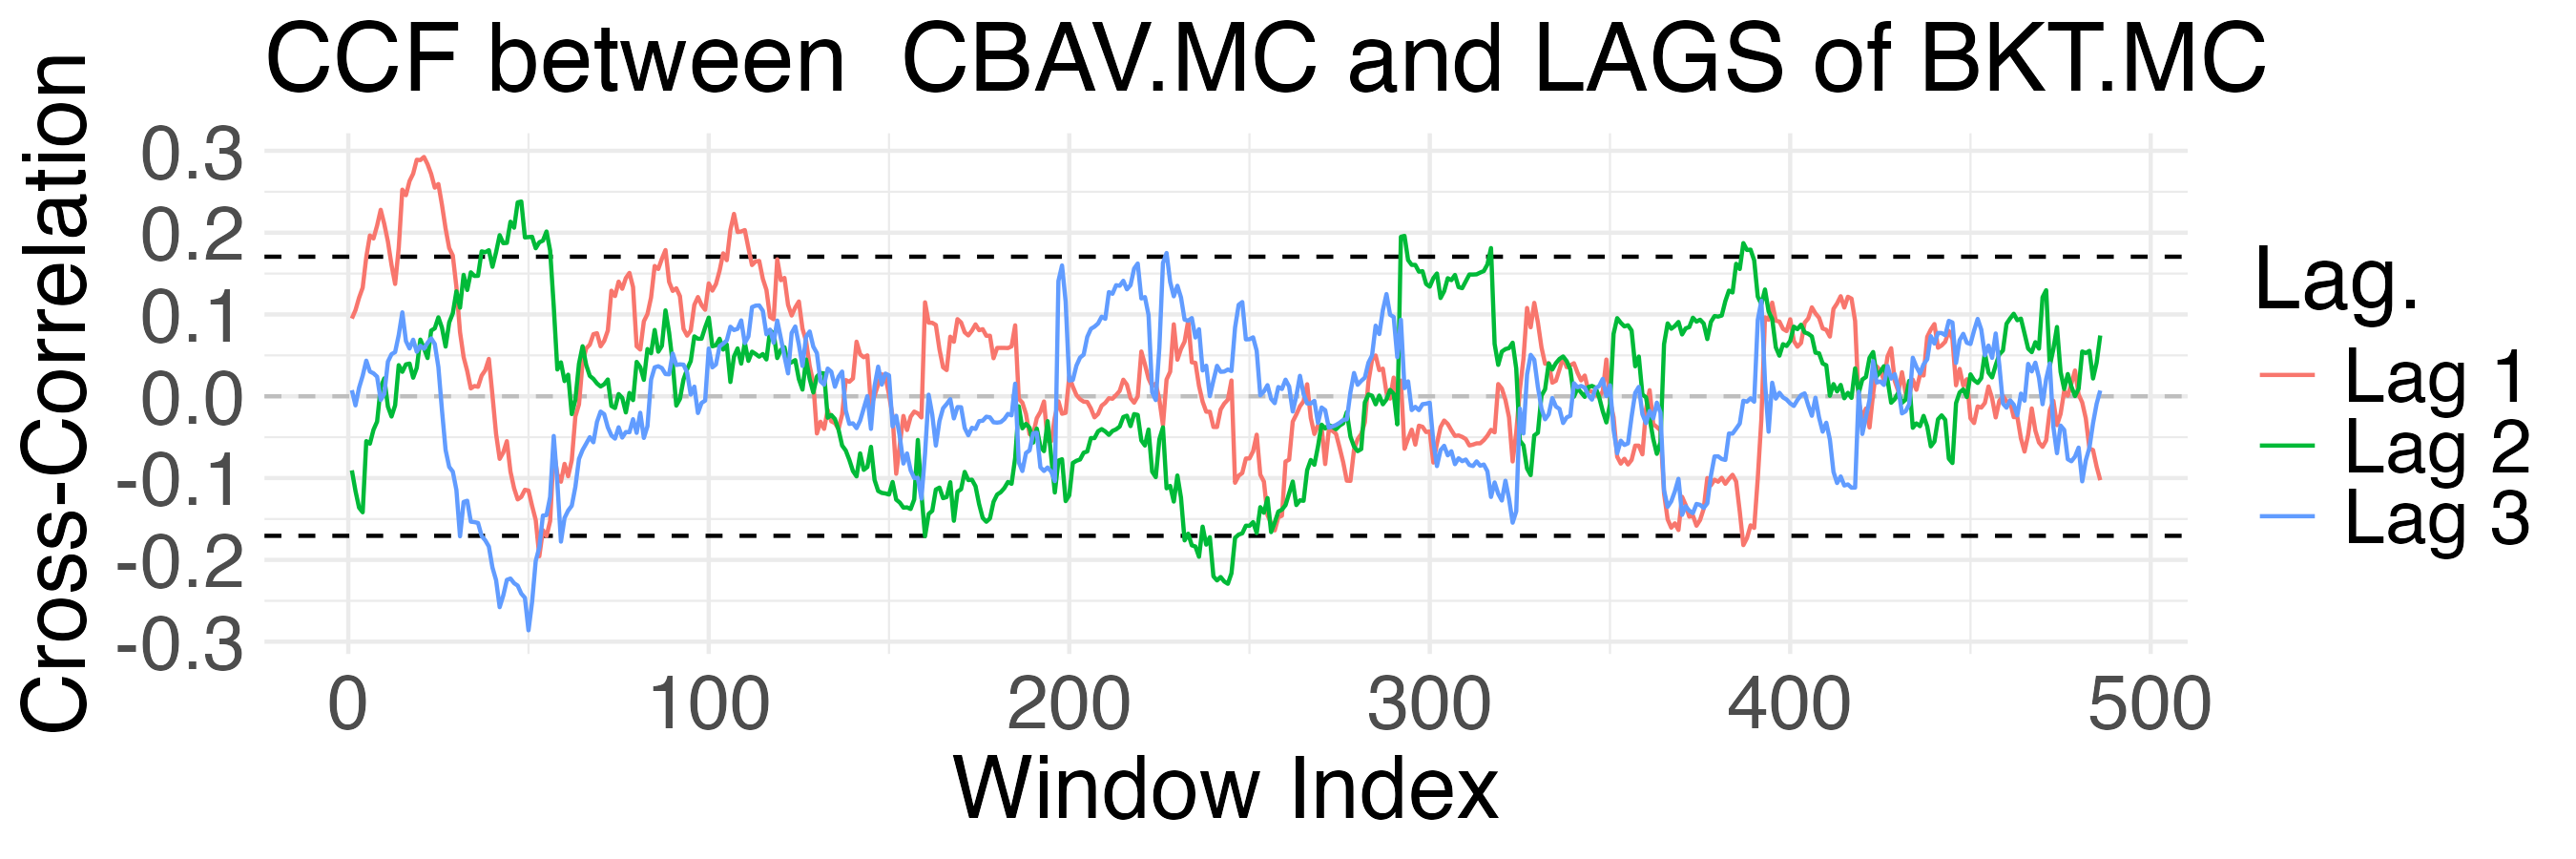 CCF between  CBAV.MC and LAGS of BKT.MC
Cross-Correlation
0.3
0.2
0.1
0.0
-0.1
-0.2
-0.3
0 100 200 300 400 500
Window Index
Lag.
Lag 1
Lag 2
Lag 3